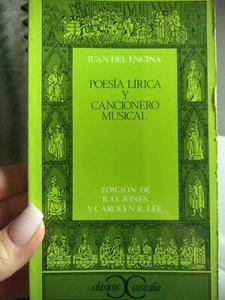 JUAN DEL ENCINA
POESÍA LÍRICA
Y
CANCIONERO
MUSICAL
EDICIÓN DE
R. O. JONES
Y CAROLYN R. LEE
clásicos Castalia